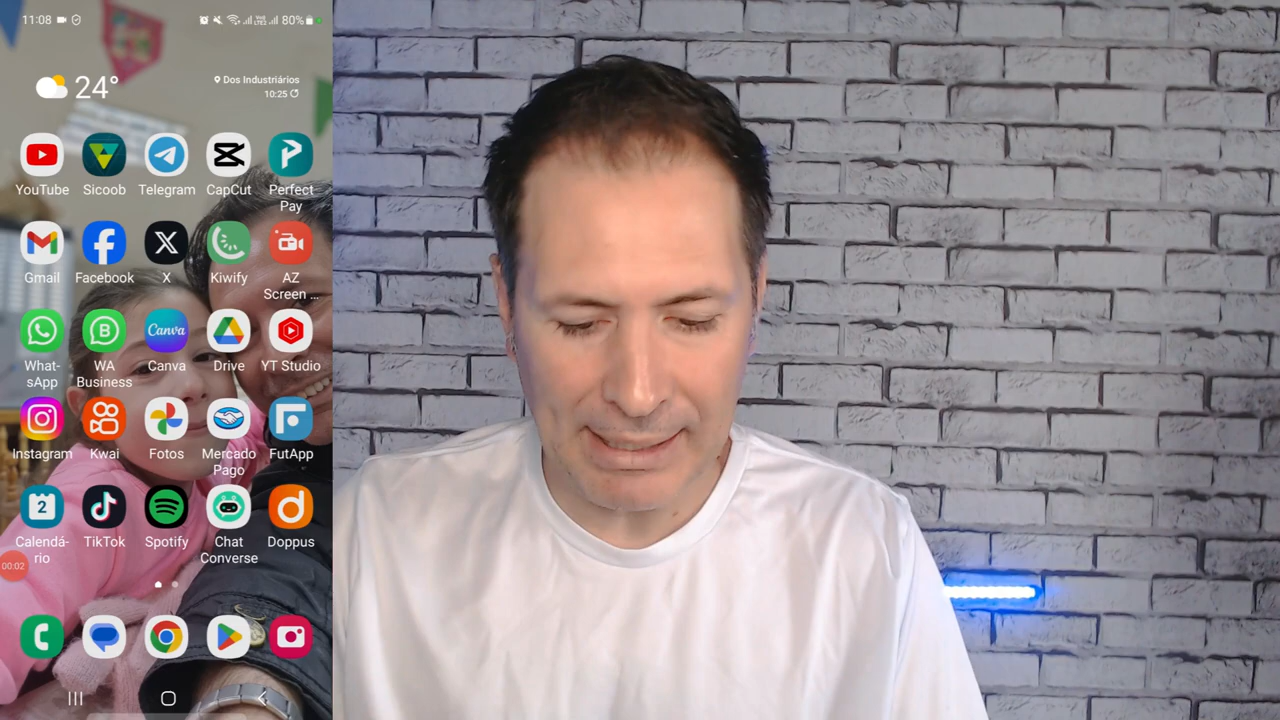 11:08
80%
24°
Dos Industriários
10:25
YouTube
Sicoob
Telegram
CapCut
Perfect
Pay
Gmail
Facebook
X
Kiwify
AZ
Screen ...
What-
sApp
WA
Business
Canva
Canva
Drive
YT Studio
Instagram
Kwai
Fotos
Mercado
Pago
FutApp
2
Calendá-
rio
TikTok
Spotify
Chat
Converse
Doppus
00:02